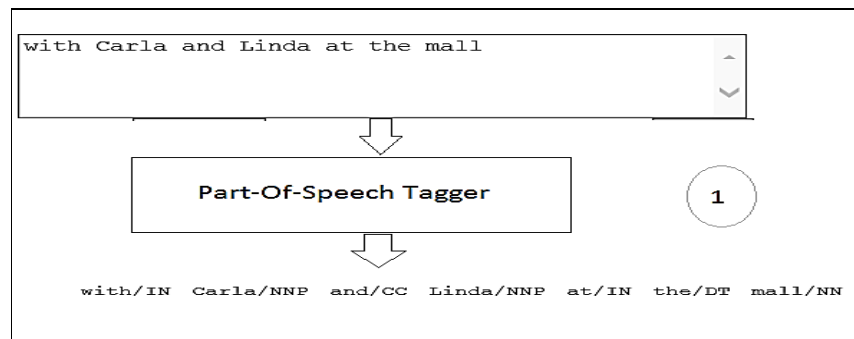 with Carla and Linda at the mall
Part-Of-Speech Tagger
1
with/IN Carla/NNP and/CC Linda/NNP at/IN the/DT mall/NN